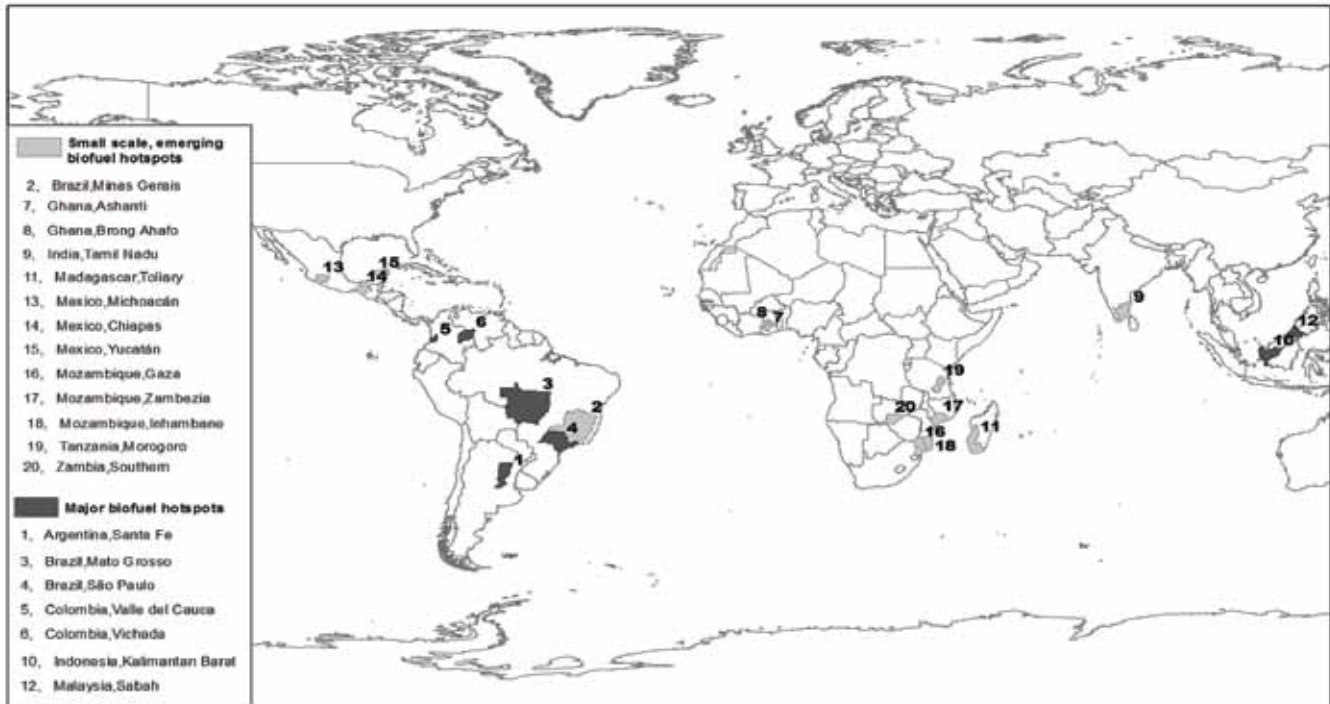 Small scale, emerging
biofuel hotspots
2, Brazil,Minas Gerais
7, Ghana,Ashanti
8, Ghana,Brong Ahafo
9, India,Tamil Nadu
11, Madagascar,Toliary
13, Mexico,Michoacán
14, Mexico,Chiapas
15, Mexico,Yucatán
16, Mozambique,Gaza
17, Mozambique,Zambezia
18, Mozambique,Inhambane
19, Tanzania,Morogoro
20, Zambia,Southern
Major biofuel hotspots
1, Argentina,Santa Fe
3, Brazil,Mato Grosso
4, Brazil,São Paulo
5, Colombia,Valle del Cauca
6, Colombia,Vichada
10, Indonesia,Kalimantan Barat
12, Malaysia,Sabah
13
15
14
5
6
3
2
4
1
8
7
19
20
17
16
18
11
9
12
10